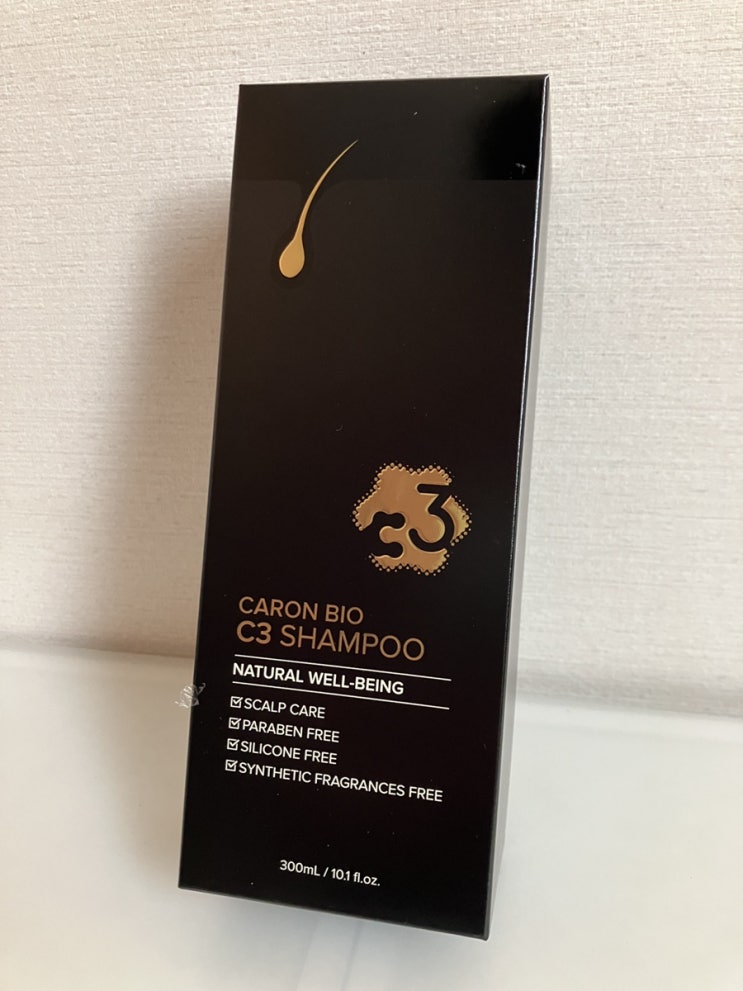 C3
CARON BIO
C3 SHAMPOO
NATURAL WELL-BEING
☑SCALP CARE
☑PARABEN FREE
☑SILICONE FREE
☑SYNTHETIC FRAGRANCES FREE
300mL / 10.1 fl.oz.